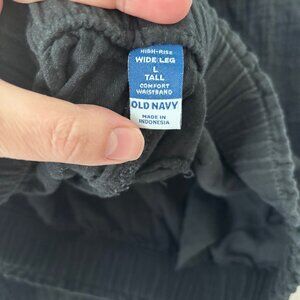 HIGH-RISE
WIDE LEG
L
TALL
COMFORT
WAISTBAND
OLD NAVY
MADE IN
INDONESIA